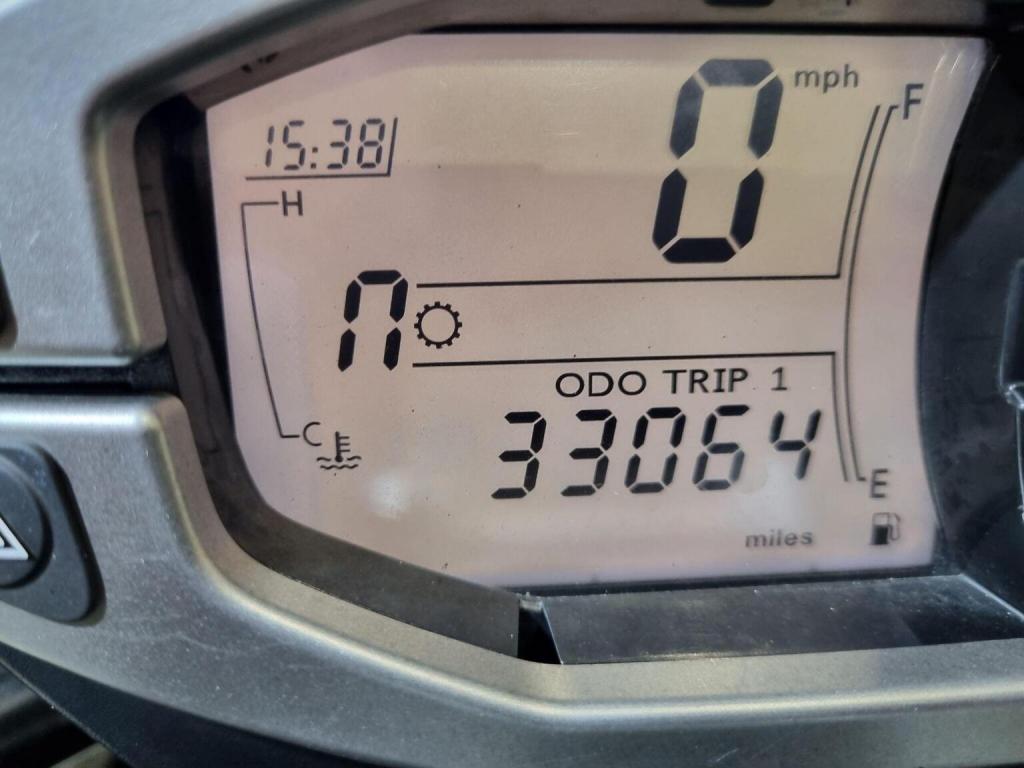 0 mph
F
15:38
H
n
ODO TRIP 1
C
33064
E
miles